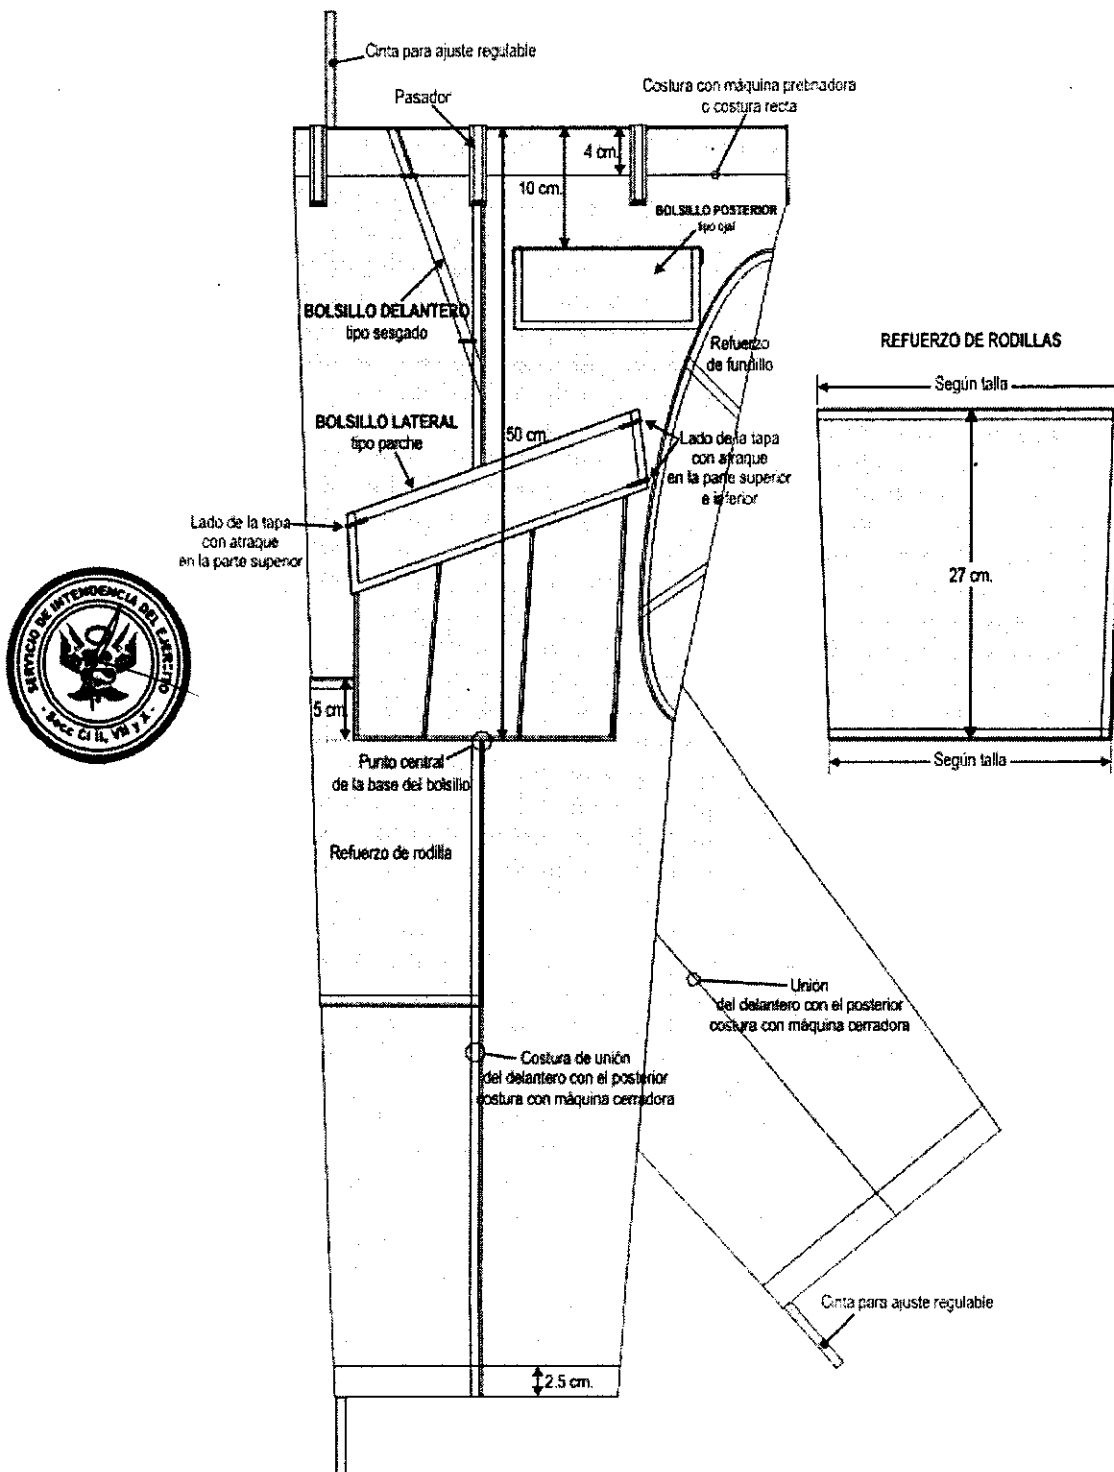 Cinta para ajuste regulable
Pasador
Costura con máquina pretinadora
o costura recta
4 cm.
10 cm.
BOLSILLO POSTERIOR
tipo ojal
BOLSILLO DELANTERO
tipo sesgado
Refuerzo
de fundillo
REFUERZO DE RODILLAS
Según talla
BOLSILLO LATERAL
tipo parche
50 cm.
Lado de la tapa
con atraque
en la parte superior
e inferior
Lado de la tapa
con atraque
en la parte superior
27 cm.
SERVICIO DE INTENDENCIA DEL EJERCITO
- Secc CI II, VII y X -
5 cm
Punto central
de la base del bolsillo
Según talla
Refuerzo de rodilla
Unión
del delantero con el posterior
costura con máquina cerradora
Costura de unión
del delantero con el posterior
costura con máquina cerradora
Cinta para ajuste regulable
2.5 cm.